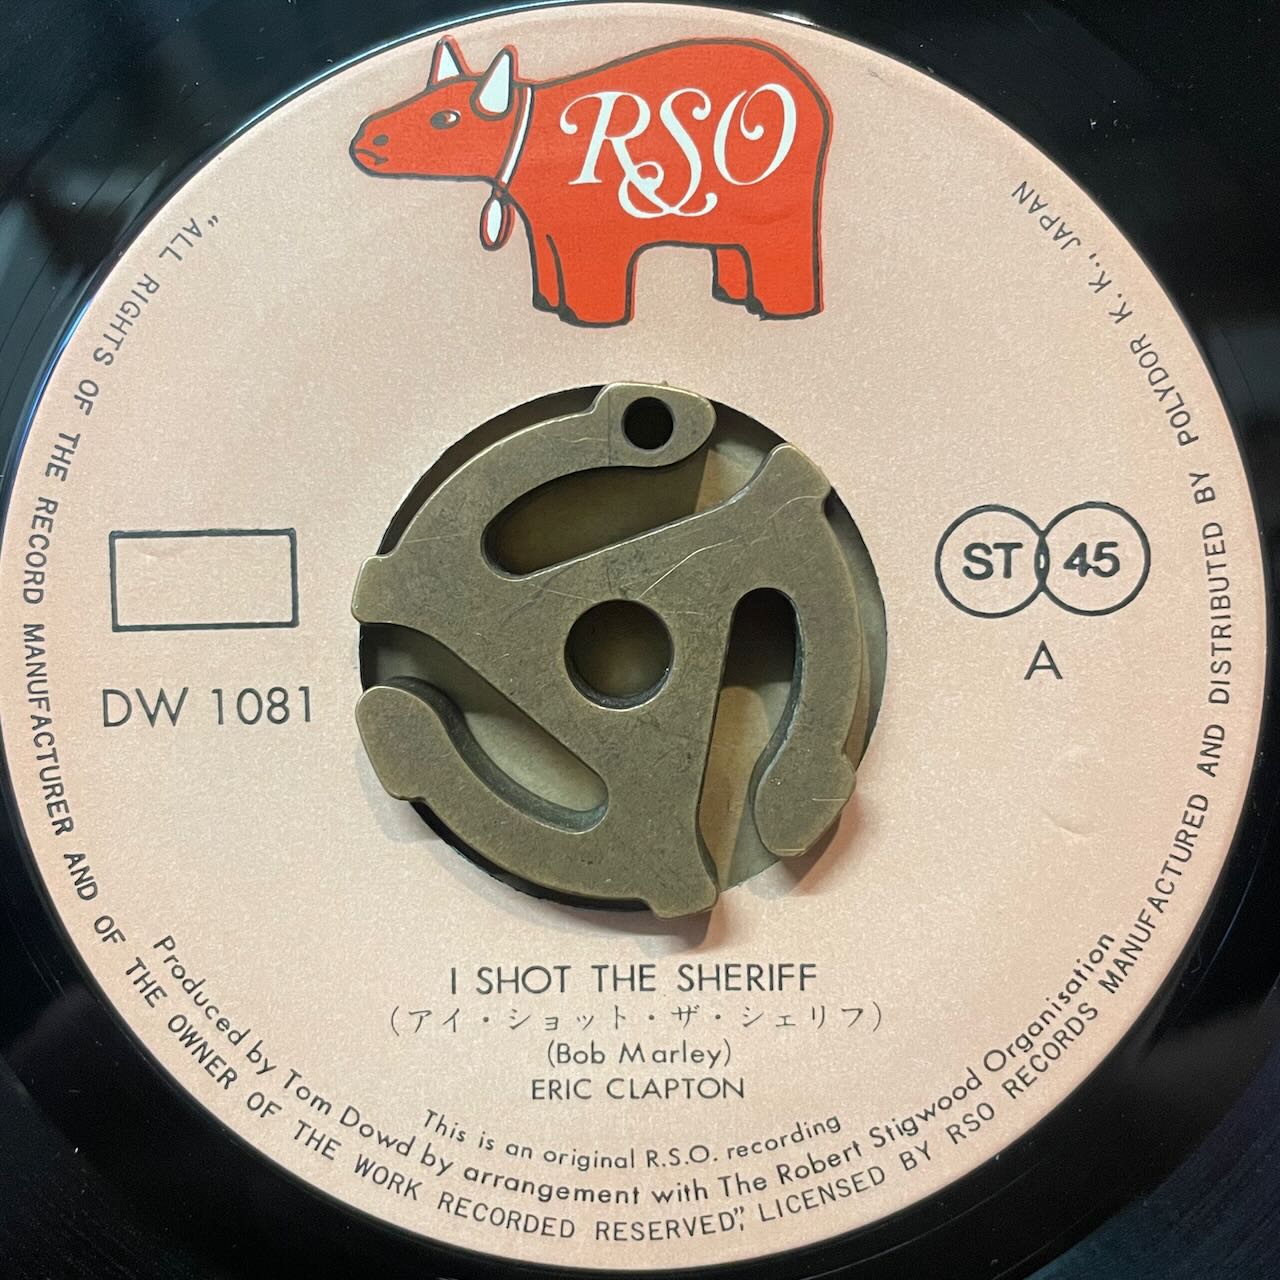 RSO
ST 45
A
DW 1081
I SHOT THE SHERIFF
(アイ・ショット・ザ・シェリフ)
(Bob Marley)
ERIC CLAPTON
This is an original R.S.O. recording
Produced by Tom Dowd by arrangement with The Robert Stigwood Organisation
"ALL RIGHTS OF THE RECORD MANUFACTURER AND OF THE OWNER OF THE WORK RECORDED RESERVED", LICENSED BY RSO RECORDS MANUFACTURED AND DISTRIBUTED BY POLYDOR K. K., JAPAN